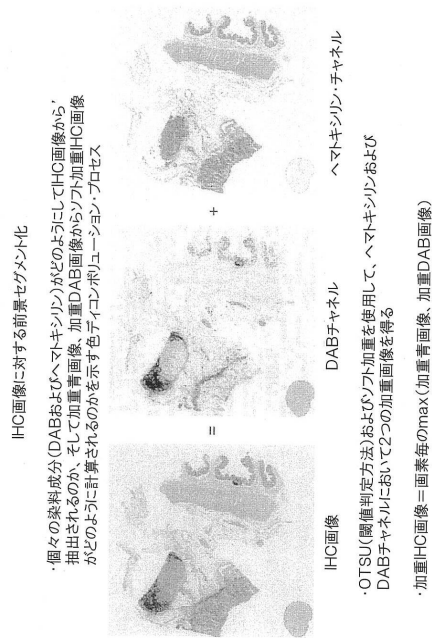 IHC画像に対する前景セグメント化
・個々の染料成分(DABおよびヘマトキシリン)がどのようにしてIHC画像から
抽出されるのか、そして加重青画像、加重DAB画像からソフト加重IHC画像
がどのように計算されるのかを示す色ディコンボリューション・プロセス
=
+
IHC画像
DABチャネル
ヘマトキシリン・チャネル
・OTSU(閾値判定方法)およびソフト加重を使用して、ヘマトキシリンおよび
DABチャネルにおいて2つの加重画像を得る
・加重IHC画像=画素毎のmax(加重青画像、加重DAB画像)